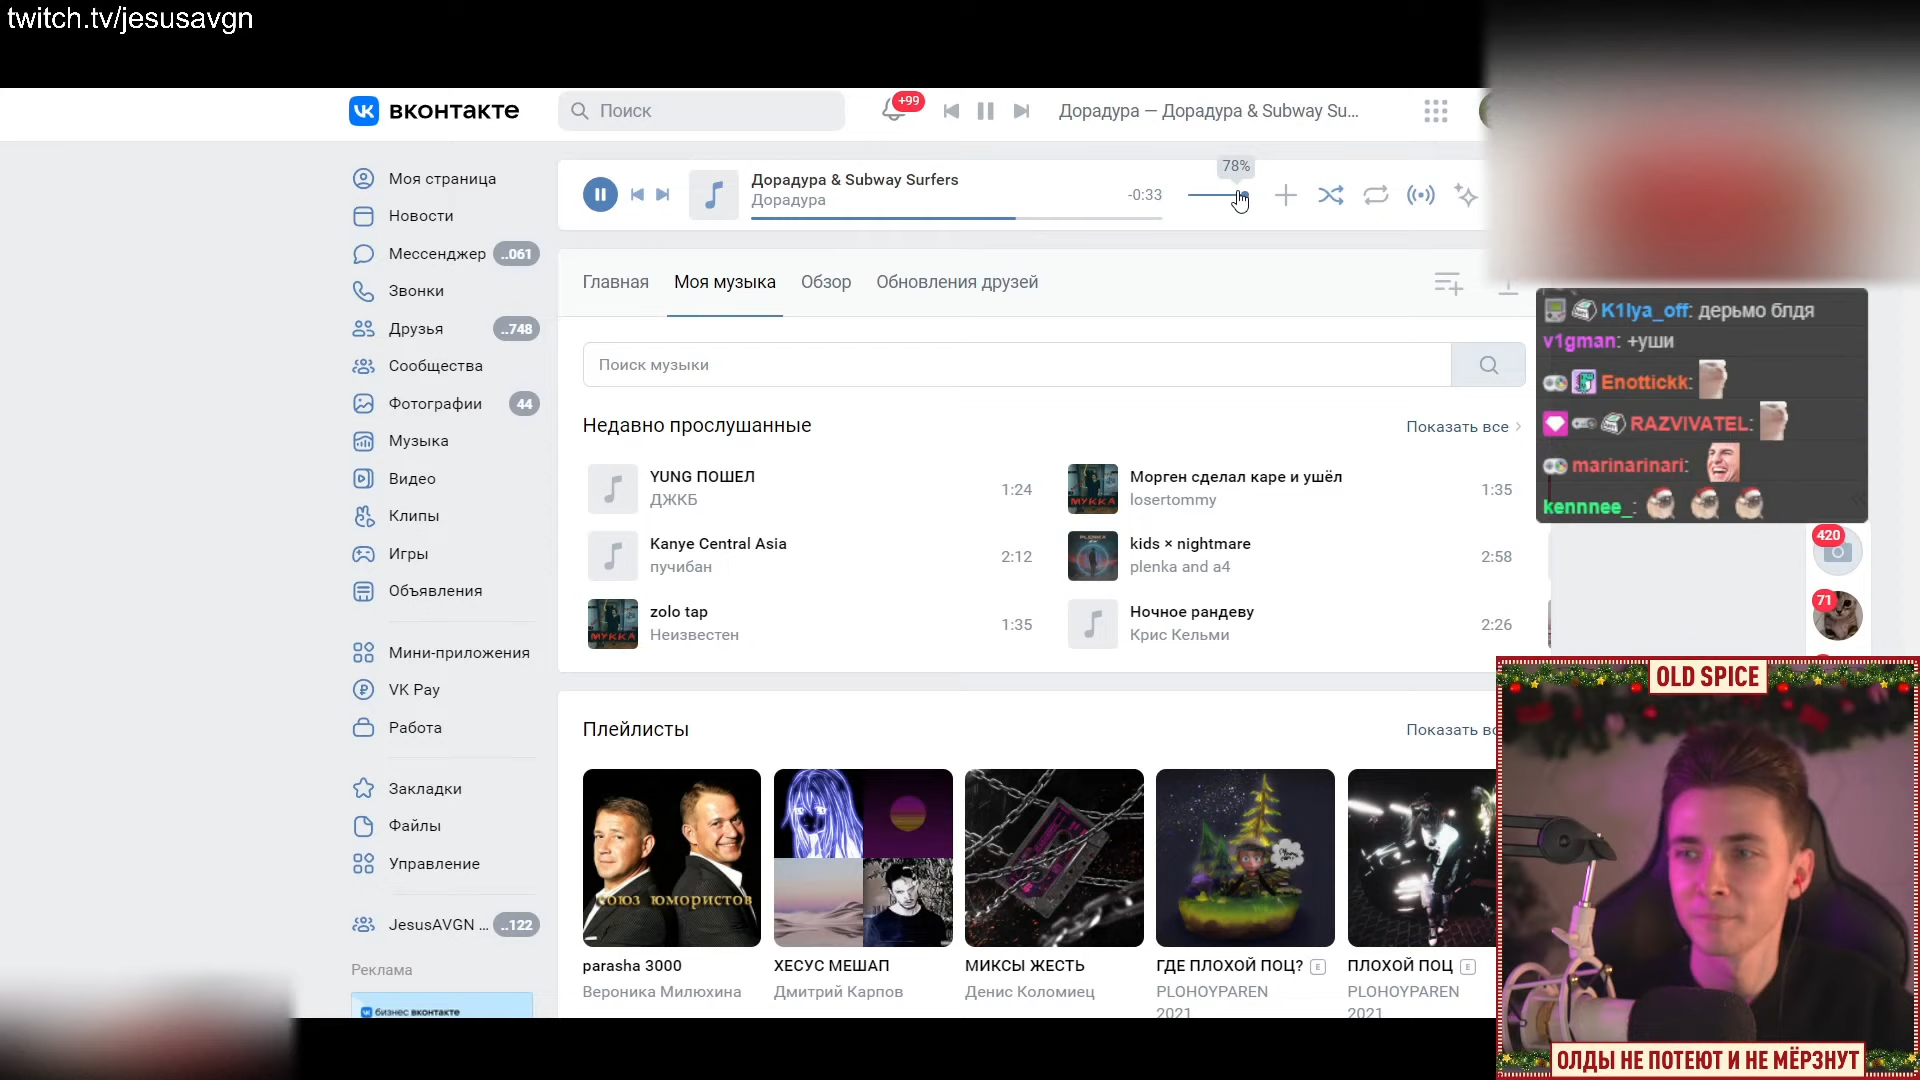 twitch.tv/jesusavgn
вконтакте
Поиск
+99
Дорадура — Дорадура & Subway Su...
78%
Дорадура & Subway Surfers
Дорадура
-0:33
Моя страница
Новости
Мессенджер ..061
Звонки
Друзья ..748
Сообщества
Фотографии 44
Музыка
Видео
Клипы
Игры
Объявления
Мини-приложения
VK Pay
Работа
Закладки
Файлы
Управление
JesusAVGN ... ..122
Реклама
бизнес вконтакте
Главная Моя музыка Обзор Обновления друзей
Поиск музыки
Недавно прослушанные Показать все
YUNG ПОШЕЛ
ДЖКБ
1:24
Морген сделал каре и ушёл
losertommy
1:35
Kanye Central Asia
пучибан
2:12
kids × nightmare
plenka and a4
2:58
zolo tap
Неизвестен
1:35
Ночное рандеву
Крис Кельми
2:26
МУККА
МУККА
Плейлисты Показать вс
союз юмористов
parasha 3000
Вероника Милюхина
ХЕСУС МЕШАП
Дмитрий Карпов
МИКСЫ ЖЕСТЬ
Денис Коломиец
ГДЕ ПЛОХОЙ ПОЦ? E
PLOHOYPAREN
2021
ПЛОХОЙ ПОЦ E
PLOHOYPAREN
2021
K1lya_off: дерьмо блдя
v1gman: +уши
Enottickk:
RAZVIVATEL:
marinarinari:
kennnee_:
420
71
OLD SPICE
ОЛДЫ НЕ ПОТЕЮТ И НЕ МЁРЗНУТ